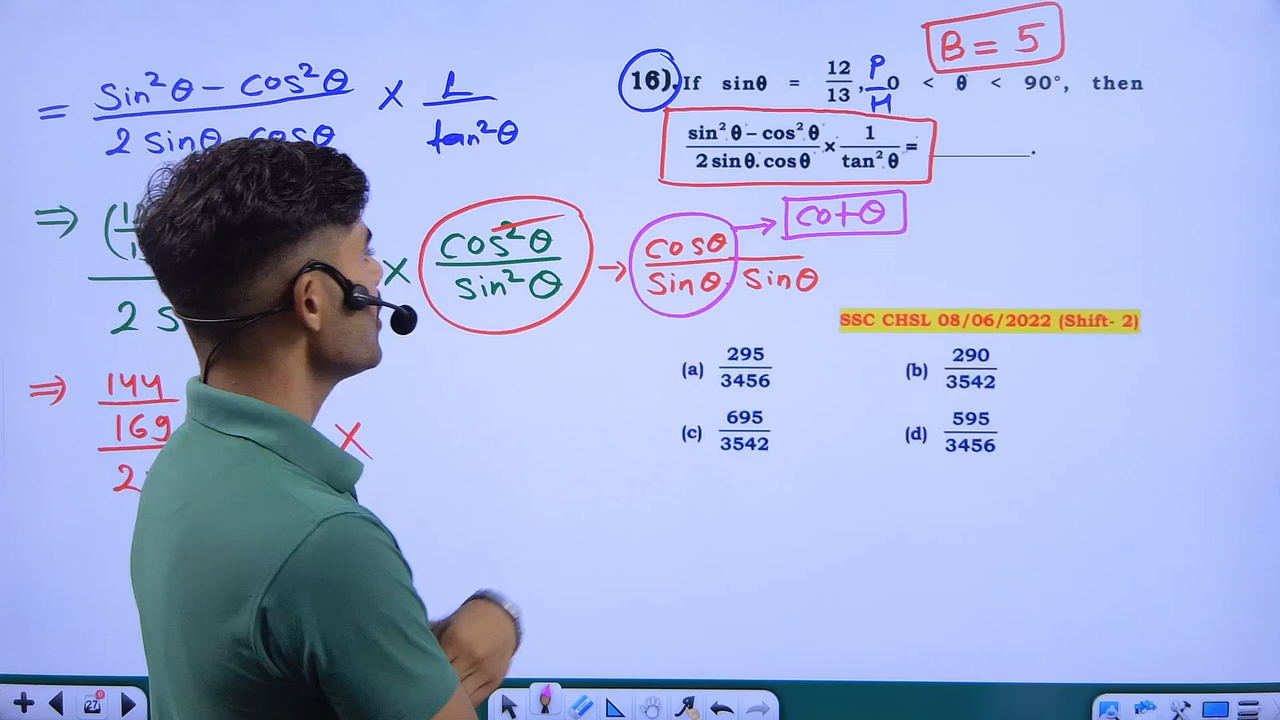 B = 5
16). If sinθ = 12/13, P/H 0 < θ < 90°, then
sin²θ – cos²θ / 2 sinθ. cosθ × 1 / tan²θ = ________.
= Sin²θ – Cos²θ / 2 Sinθ cosθ × 1 / tan²θ
⇒ × Cos²θ / Sin²θ → Cosθ / Sinθ · Sinθ → Cotθ
2 S
SSC CHSL 08/06/2022 (Shift- 2)
(a) 295/3456 (b) 290/3542
(c) 695/3542 (d) 595/3456
⇒ 144/169 ×
2
27